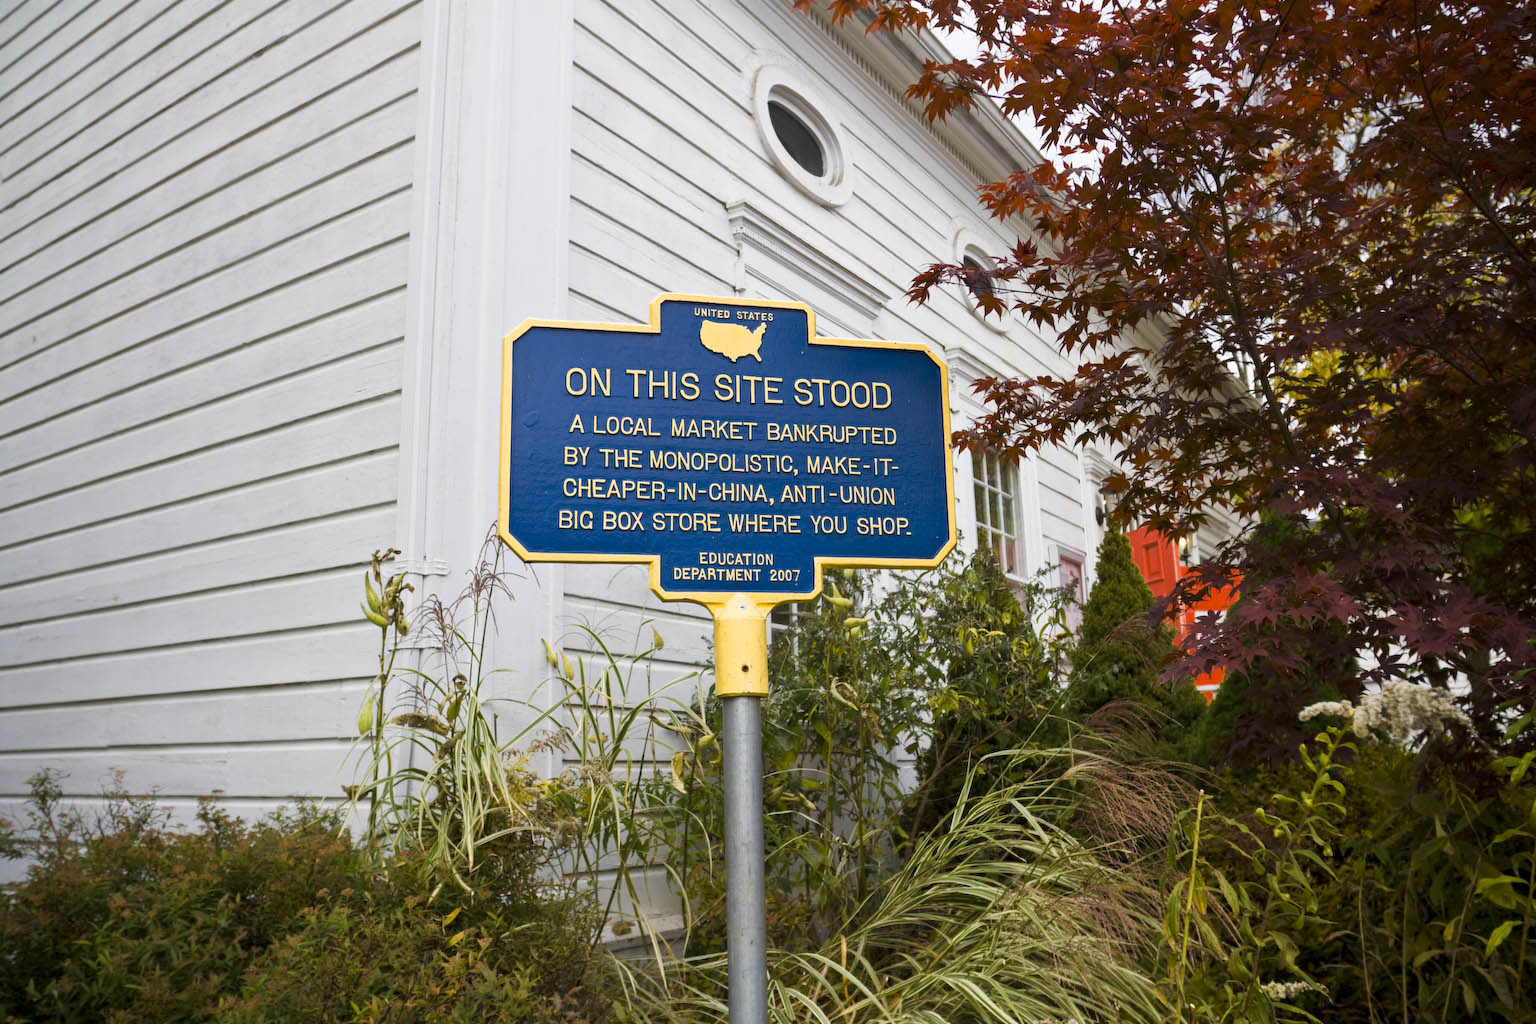 UNITED STATES
ON THIS SITE STOOD
A LOCAL MARKET BANKRUPTED
BY THE MONOPOLISTIC, MAKE-IT-
CHEAPER-IN-CHINA, ANTI-UNION
BIG BOX STORE WHERE YOU SHOP.
EDUCATION
DEPARTMENT 2007